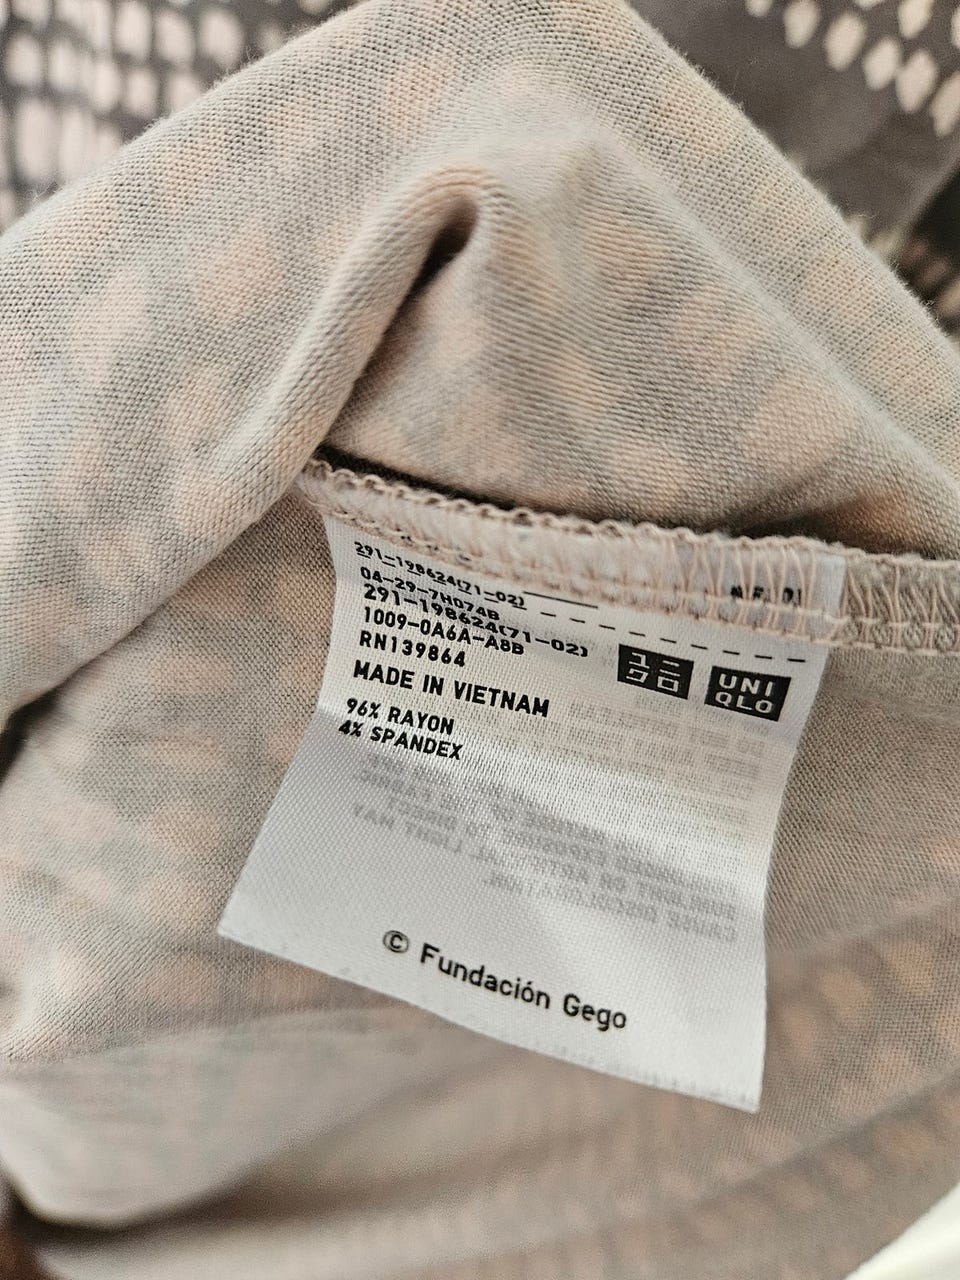 291-198624(71-02)
04-29-7H074B
291-198624(71-02)
1009-0A6A-A8B
RN139864
MADE IN VIETNAM
96% RAYON
4% SPANDEX
ユニ
クロ
UNI
QLO
© Fundación Gego